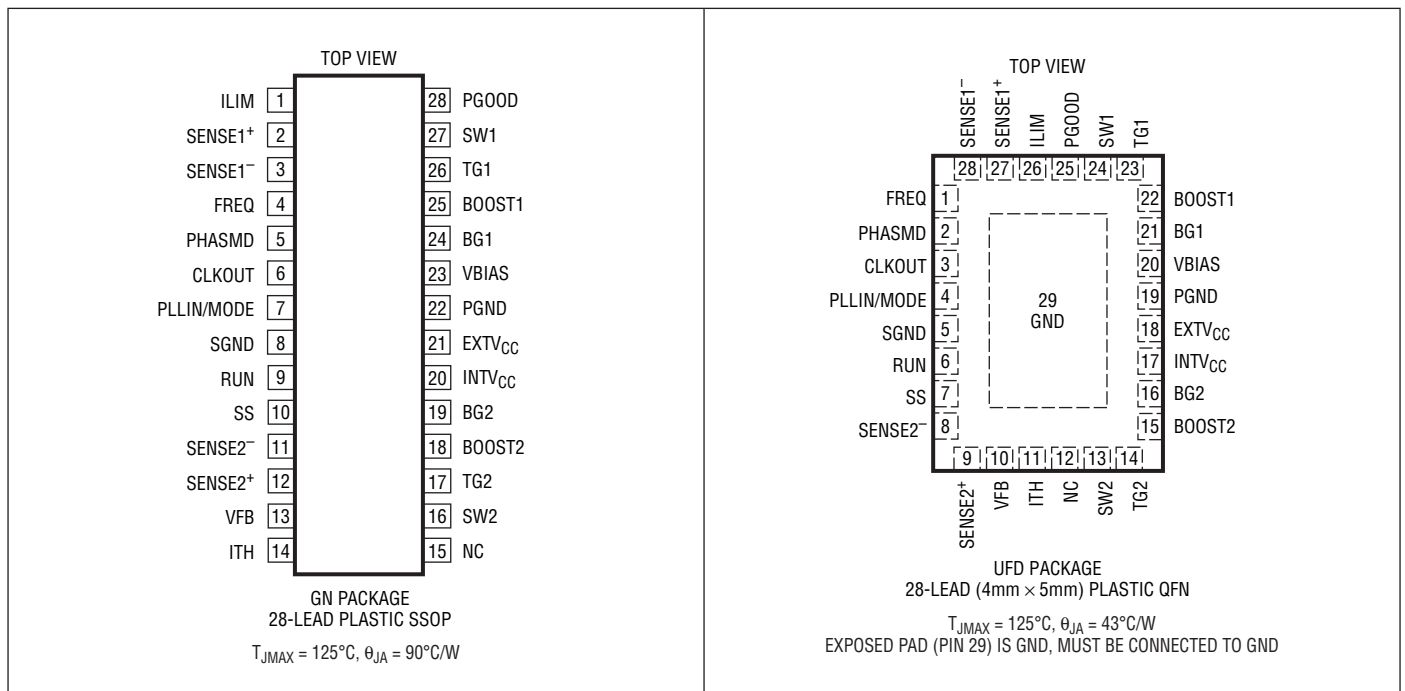 TOP VIEW
ILIM 1
SENSE1+ 2
SENSE1− 3
FREQ 4
PHASMD 5
CLKOUT 6
PLLIN/MODE 7
SGND 8
RUN 9
SS 10
SENSE2− 11
SENSE2+ 12
VFB 13
ITH 14
28 PGOOD
27 SW1
26 TG1
25 BOOST1
24 BG1
23 VBIAS
22 PGND
21 EXTVCC
20 INTVCC
19 BG2
18 BOOST2
17 TG2
16 SW2
15 NC
GN PACKAGE
28-LEAD PLASTIC SSOP
TJMAX = 125°C, θJA = 90°C/W
TOP VIEW
SENSE1− SENSE1+ ILIM PGOOD SW1 TG1
28 27 26 25 24 23
FREQ 1
PHASMD 2
CLKOUT 3
PLLIN/MODE 4
SGND 5
RUN 6
SS 7
SENSE2− 8
29
GND
22 BOOST1
21 BG1
20 VBIAS
19 PGND
18 EXTVCC
17 INTVCC
16 BG2
15 BOOST2
9 10 11 12 13 14
SENSE2+ VFB ITH NC SW2 TG2
UFD PACKAGE
28-LEAD (4mm × 5mm) PLASTIC QFN
TJMAX = 125°C, θJA = 43°C/W
EXPOSED PAD (PIN 29) IS GND, MUST BE CONNECTED TO GND